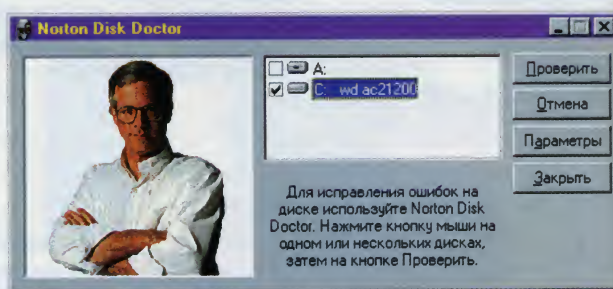 Norton Disk Doctor
A:
C: wd ac21200
Проверить
Отмена
Параметры
Закрыть
Для исправления ошибок на
диске используйте Norton Disk
Doctor. Нажмите кнопку мыши на
одном или нескольких дисках,
затем на кнопке Проверить.